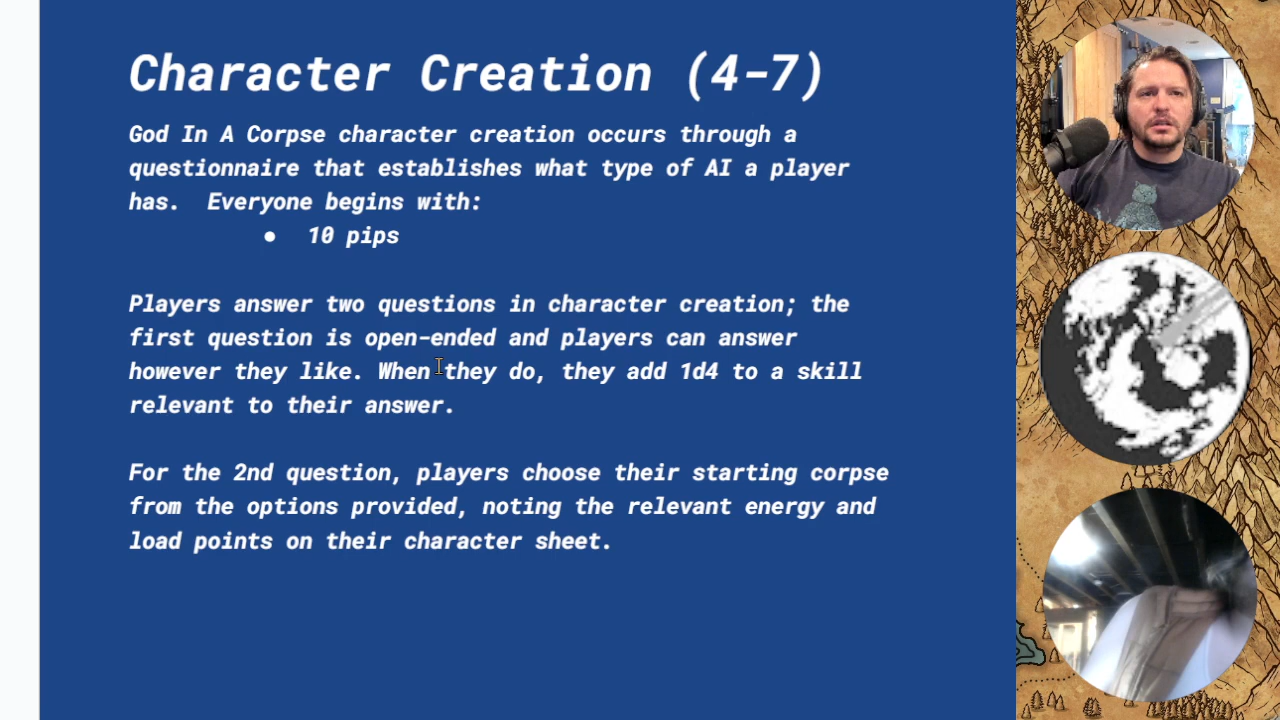 Character Creation (4-7)
God In A Corpse character creation occurs through a
questionnaire that establishes what type of AI a player
has. Everyone begins with:
● 10 pips
Players answer two questions in character creation; the
first question is open-ended and players can answer
however they like. When they do, they add 1d4 to a skill
relevant to their answer.
For the 2nd question, players choose their starting corpse
from the options provided, noting the relevant energy and
load points on their character sheet.